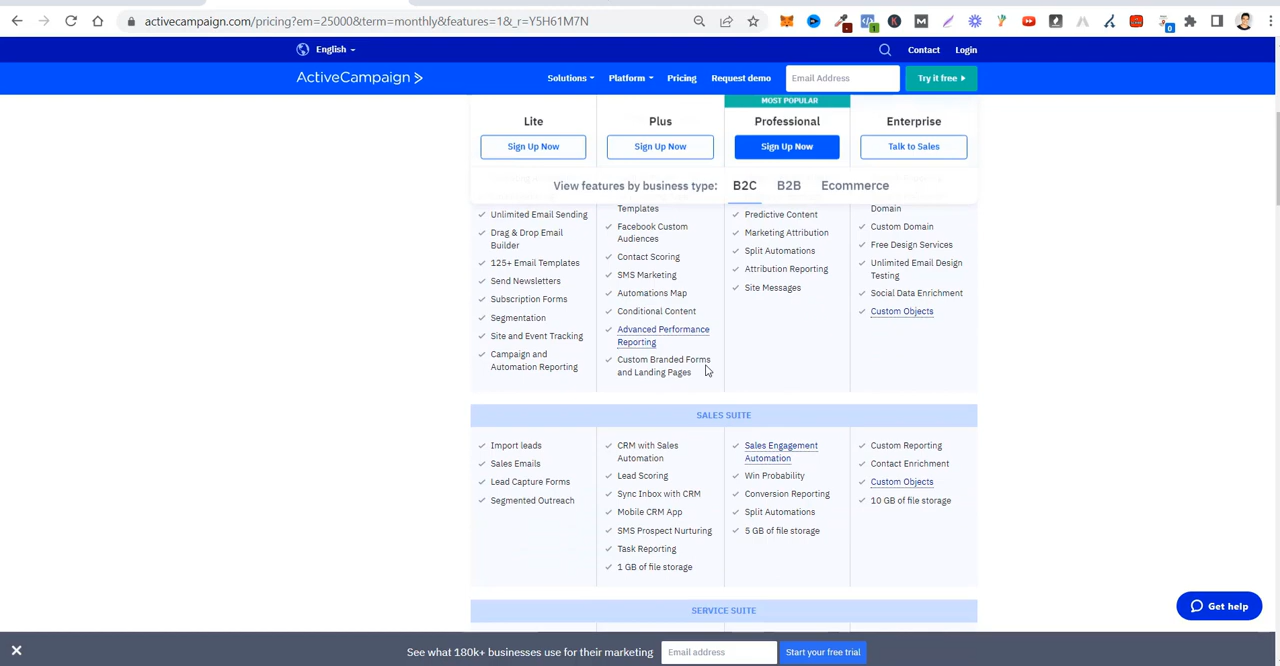 activecampaign.com/pricing?em=25000&term=monthly&features=1&_r=Y5H61M7N
English
Contact
Login
ActiveCampaign >
Solutions
Platform
Pricing
Request demo
Email Address
Try it free
MOST POPULAR
Lite
Plus
Professional
Enterprise
Sign Up Now
Sign Up Now
Sign Up Now
Talk to Sales
View features by business type:
B2C
B2B
Ecommerce
Unlimited Email Sending
Drag & Drop Email
Builder
125+ Email Templates
Send Newsletters
Subscription Forms
Segmentation
Site and Event Tracking
Campaign and
Automation Reporting
Templates
Facebook Custom
Audiences
Contact Scoring
SMS Marketing
Automations Map
Conditional Content
Advanced Performance
Reporting
Custom Branded Forms
and Landing Pages
Predictive Content
Marketing Attribution
Split Automations
Attribution Reporting
Site Messages
Domain
Custom Domain
Free Design Services
Unlimited Email Design
Testing
Social Data Enrichment
Custom Objects
SALES SUITE
Import leads
Sales Emails
Lead Capture Forms
Segmented Outreach
CRM with Sales
Automation
Lead Scoring
Sync Inbox with CRM
Mobile CRM App
SMS Prospect Nurturing
Task Reporting
1 GB of file storage
Sales Engagement
Automation
Win Probability
Conversion Reporting
Split Automations
5 GB of file storage
Custom Reporting
Contact Enrichment
Custom Objects
10 GB of file storage
SERVICE SUITE
Get help
See what 180k+ businesses use for their marketing
Email address
Start your free trial